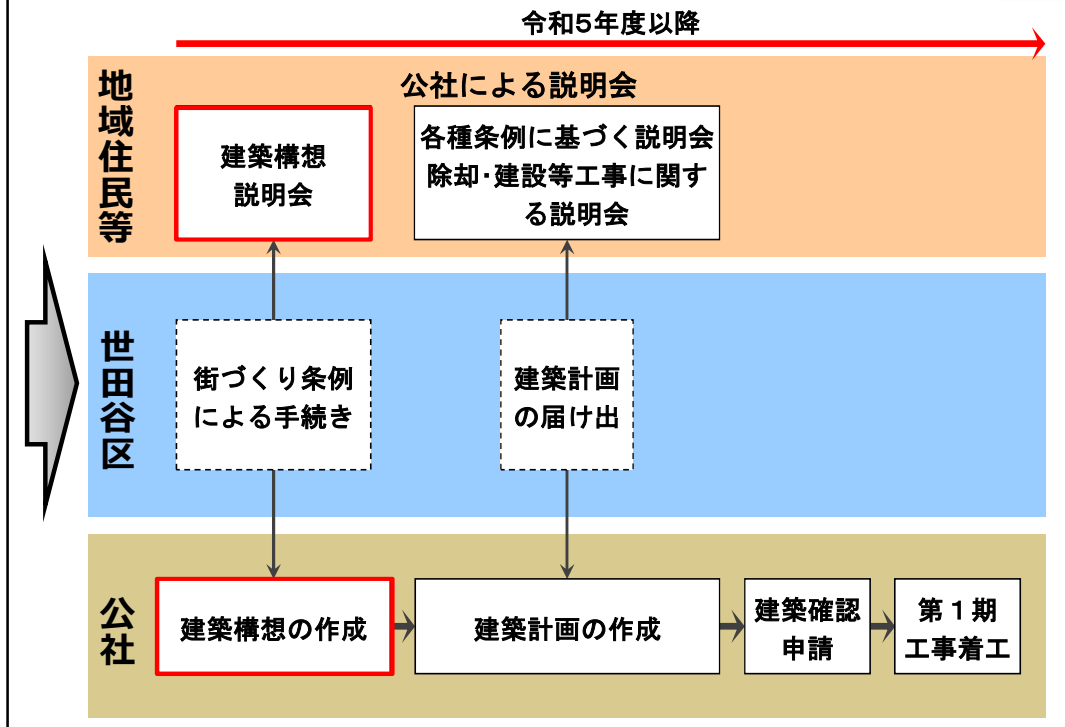 令和5年度以降
地域住民等
公社による説明会
建築構想
説明会
各種条例に基づく説明会
除却・建設等工事に関す
る説明会
世田谷区
街づくり条例
による手続き
建築計画
の届け出
公社
建築構想の作成
建築計画の作成
建築確認
申請
第1期
工事着工